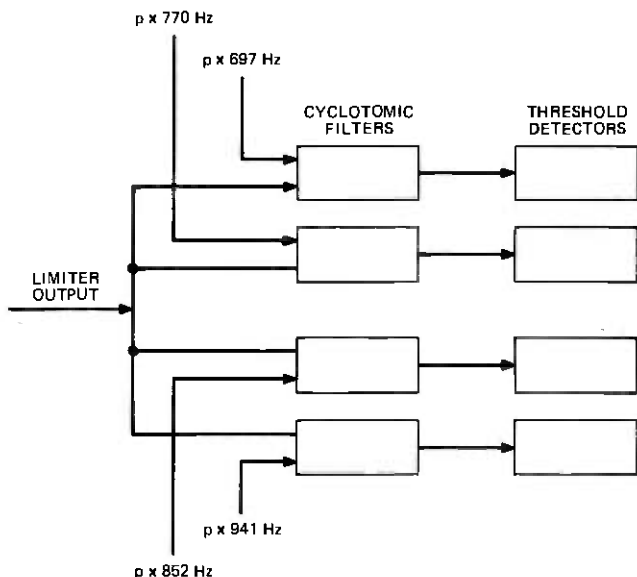 p x 770 Hz
p x 697 Hz
CYCLOTOMIC
FILTERS
THRESHOLD
DETECTORS
LIMITER
OUTPUT
p x 941 Hz
p x 852 Hz